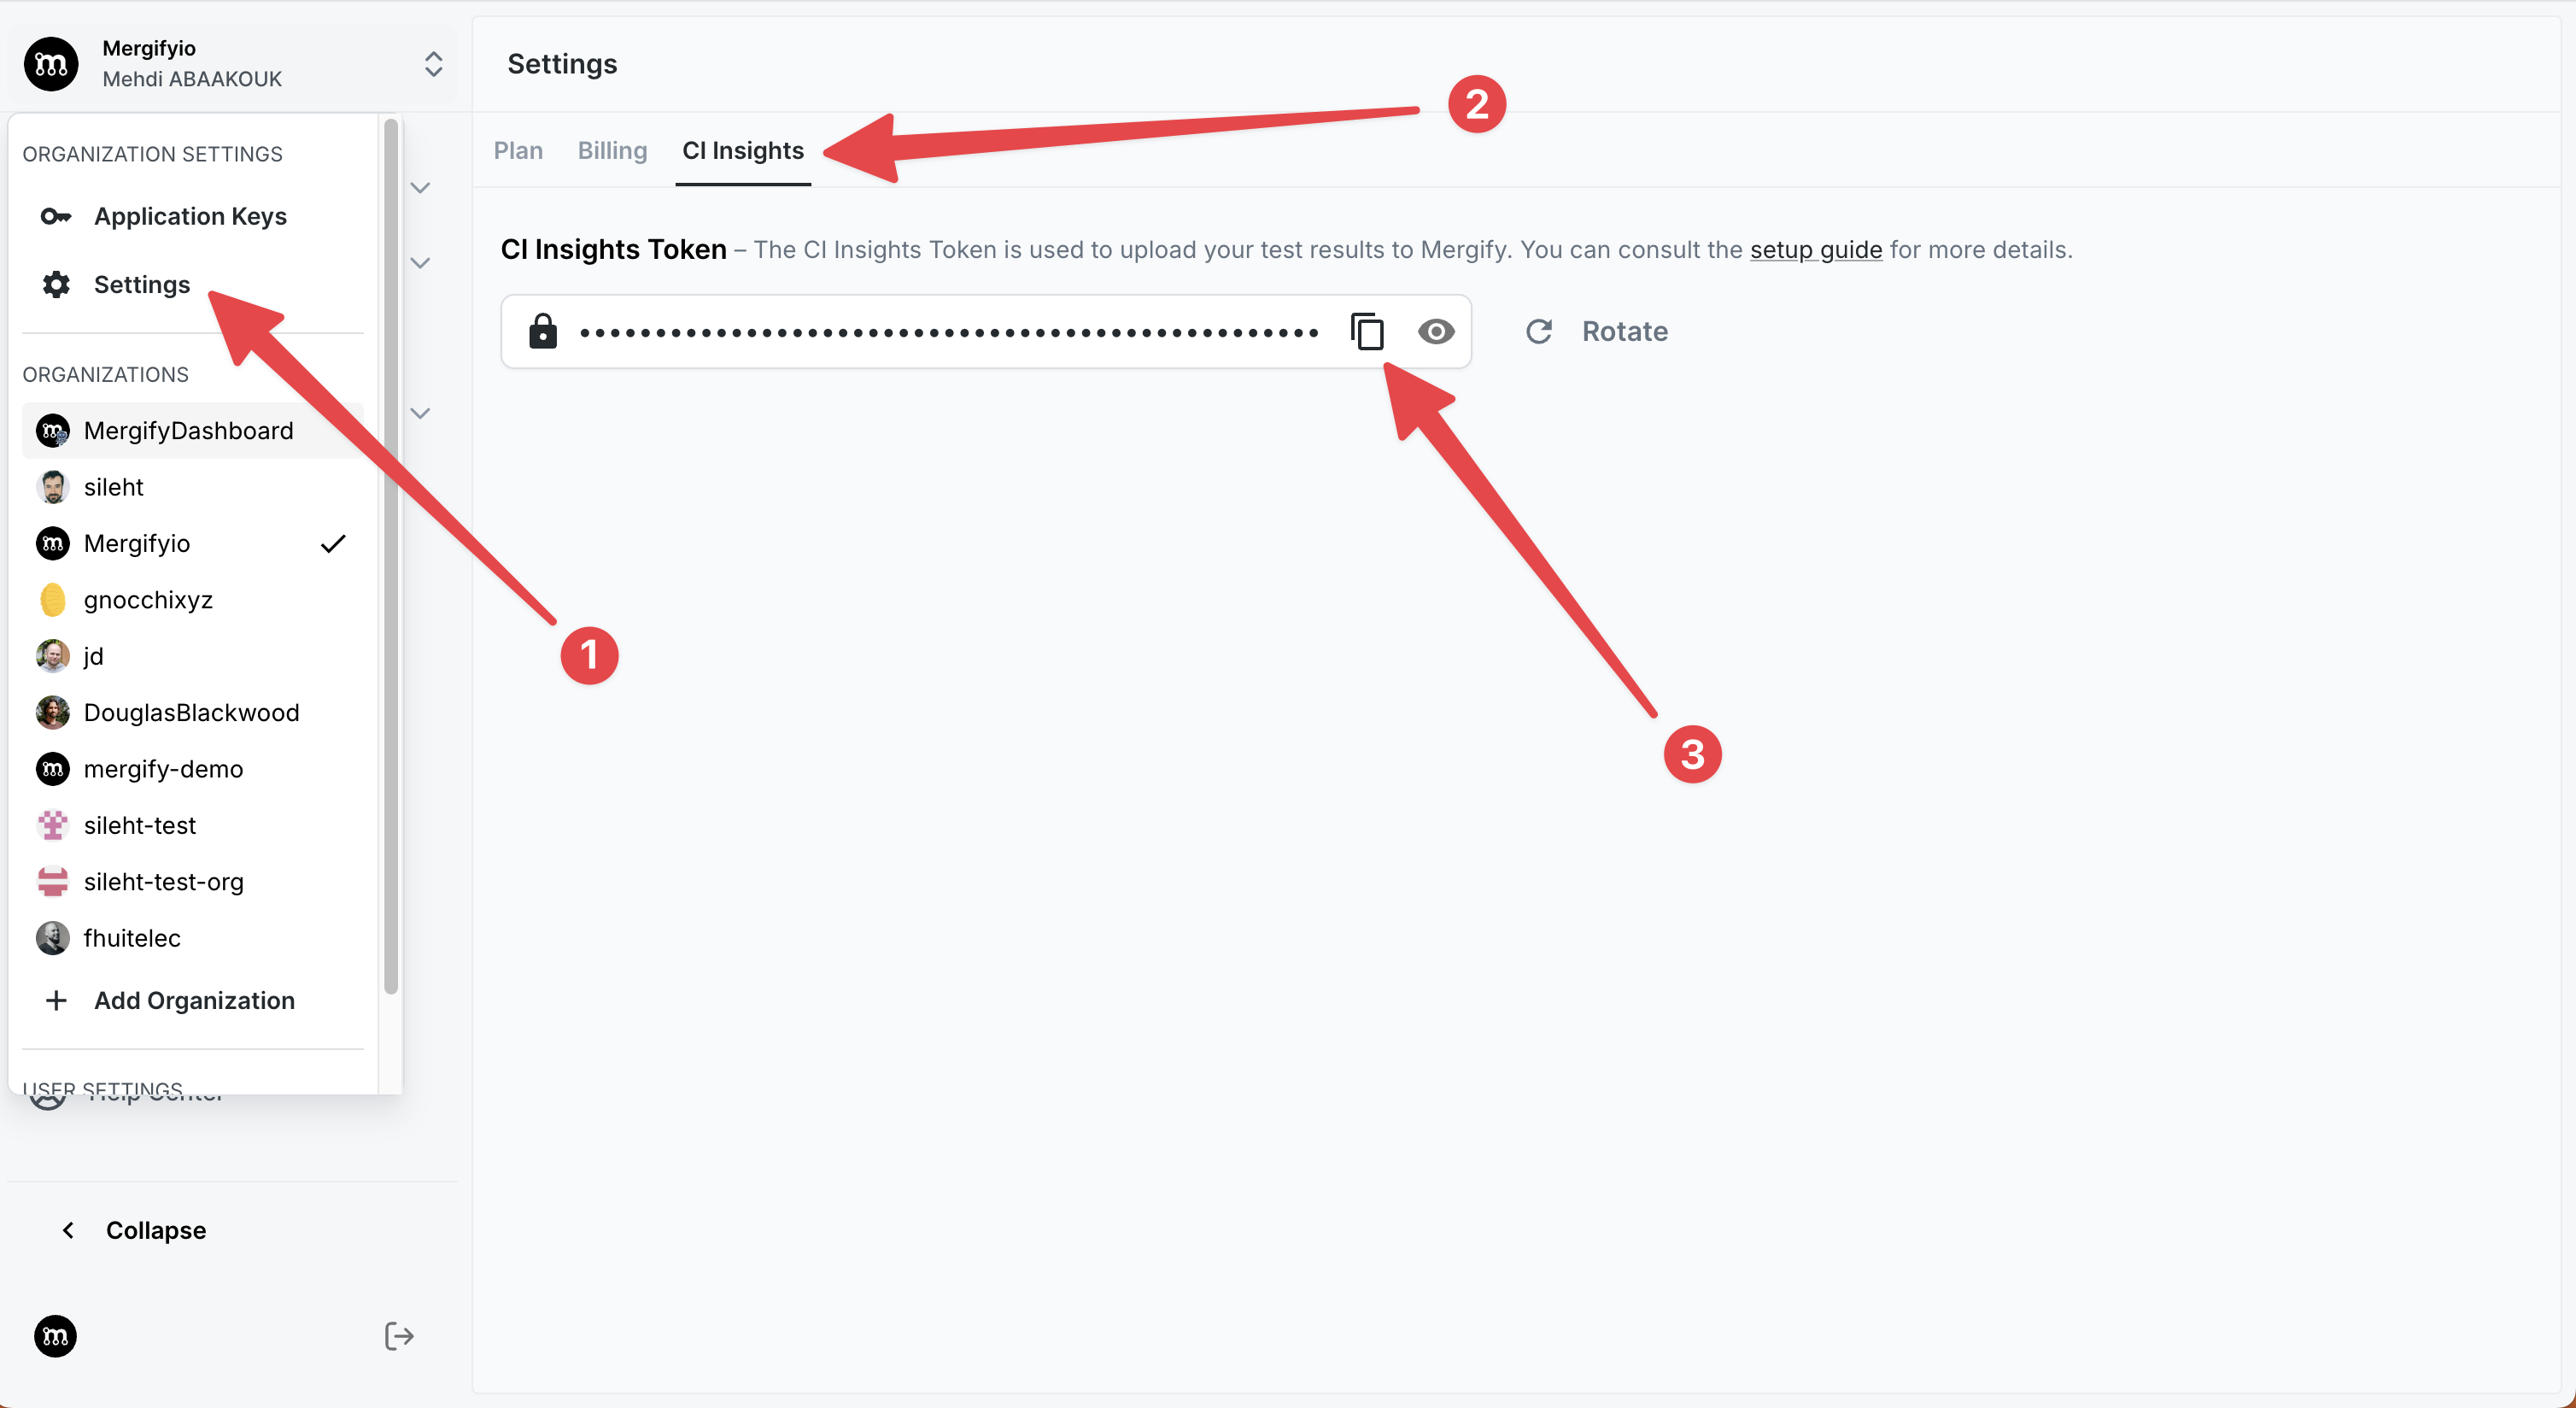 Mergifyio
Mehdi ABAAKOUK
ORGANIZATION SETTINGS
Application Keys
Settings
ORGANIZATIONS
MergifyDashboard
sileht
Mergifyio
gnocchixyz
jd
DouglasBlackwood
mergify-demo
sileht-test
sileht-test-org
fhuitelec
Add Organization
USER SETTINGS
Help Center
Collapse
Settings
2
Plan Billing CI Insights
CI Insights Token – The CI Insights Token is used to upload your test results to Mergify. You can consult the setup guide for more details.
Rotate
1
3